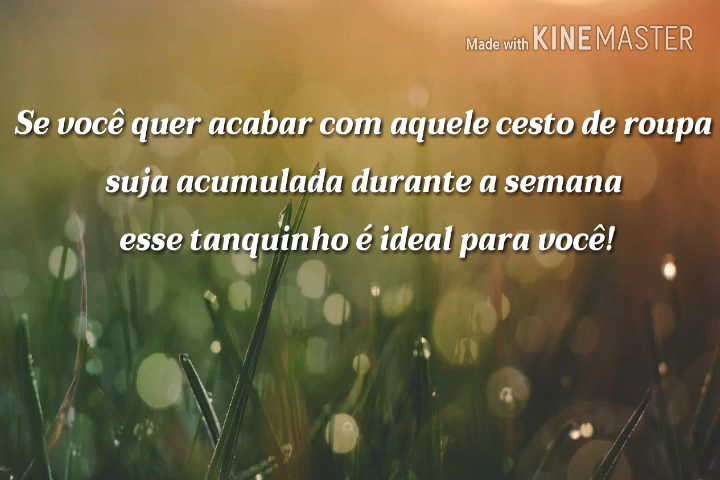 Made with KINEMASTER
Se você quer acabar com aquele cesto de roupa
suja acumulada durante a semana
esse tanquinho é ideal para você!